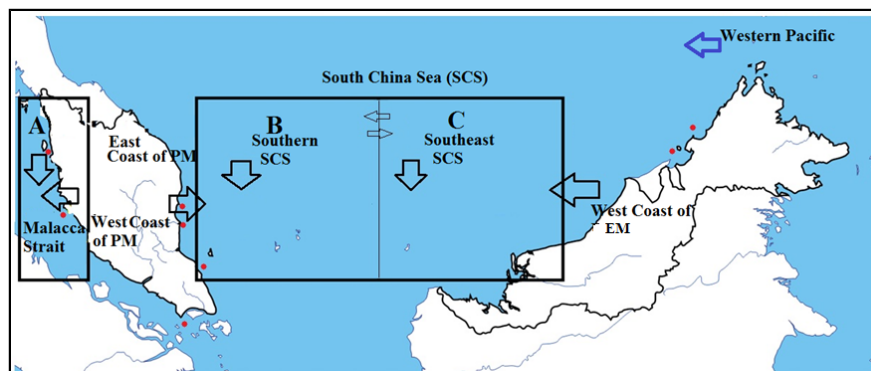 Western Pacific
South China Sea (SCS)
A
B
C
East
Coast of PM
Southern
SCS
Southeast
SCS
Malacca
Strait
West Coast
of PM
West Coast of
EM